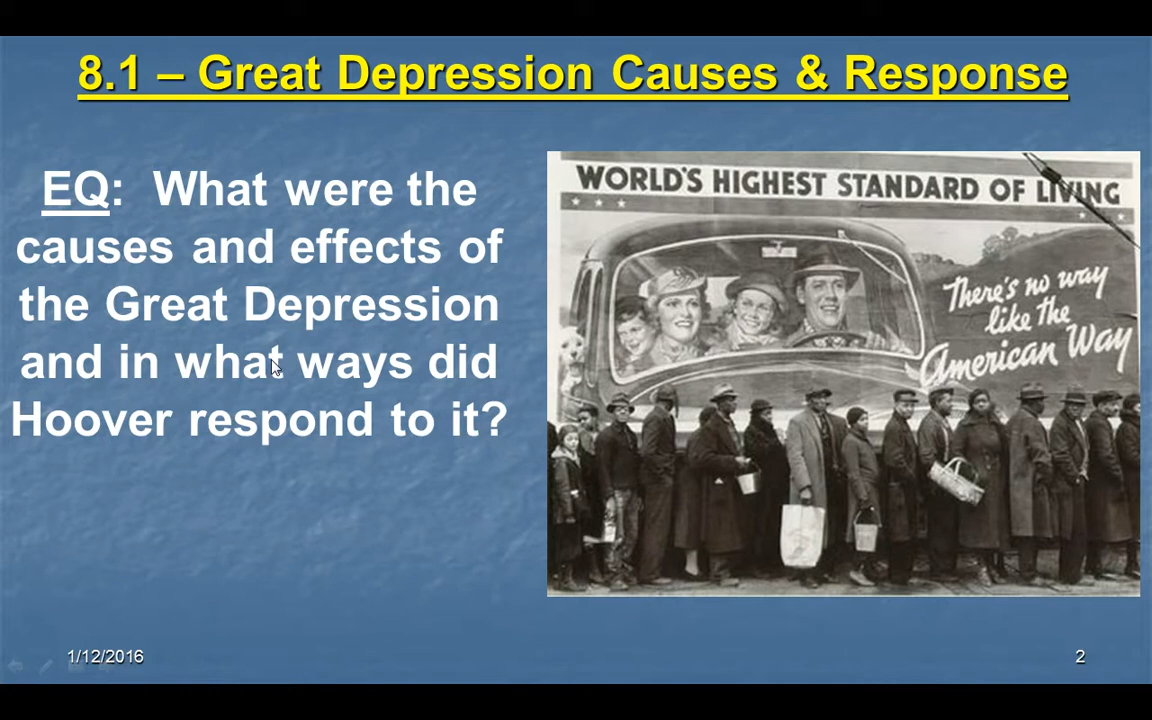 8.1 – Great Depression Causes & Response
EQ: What were the
causes and effects of
the Great Depression
and in what ways did
Hoover respond to it?
WORLD'S HIGHEST STANDARD OF LIVING
There's no way
like the
American Way
1/12/2016
2